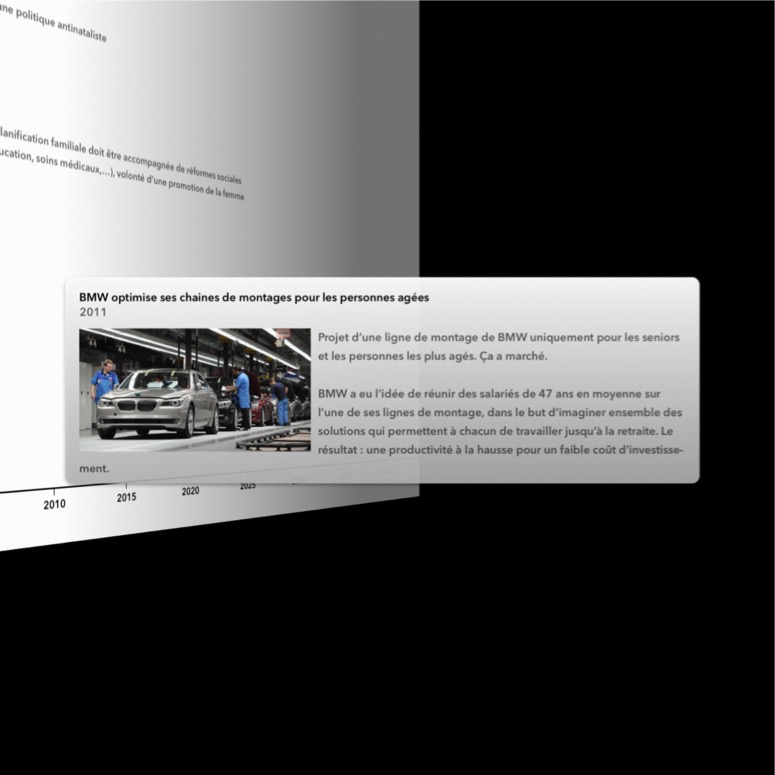 une politique antinataliste
planification familiale doit être accompagnée de réformes sociales
ucation, soins médicaux,...), volonté d'une promotion de la femme
BMW optimise ses chaines de montages pour les personnes agées
2011
Projet d'une ligne de montage de BMW uniquement pour les seniors
et les personnes les plus agés. Ça a marché.
BMW a eu l'idée de réunir des salariés de 47 ans en moyenne sur
l'une de ses lignes de montage, dans le but d'imaginer ensemble des
solutions qui permettent à chacun de travailler jusqu'à la retraite. Le
résultat : une productivité à la hausse pour un faible coût d'investisse-
ment.
2010 2015 2020 2025